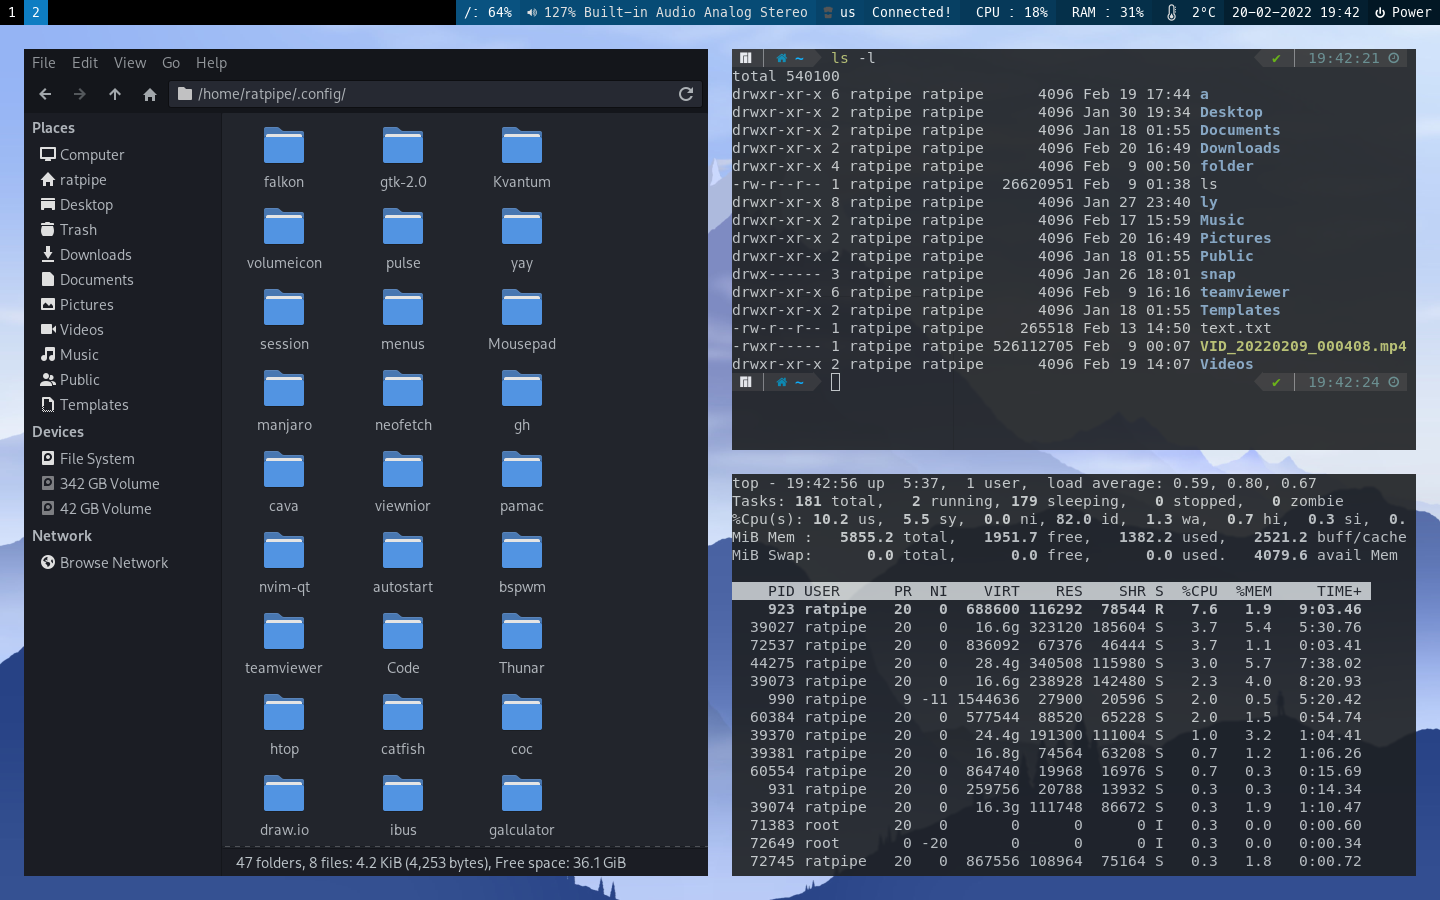 1 2 /: 64% 127% Built-in Audio Analog Stereo us Connected! CPU : 18% RAM : 31% 2°C 20-02-2022 19:42 Power
File Edit View Go Help
/home/ratpipe/.config/
Places
Computer
ratpipe
Desktop
Trash
Downloads
Documents
Pictures
Videos
Music
Public
Templates
Devices
File System
342 GB Volume
42 GB Volume
Network
Browse Network
falkon gtk-2.0 Kvantum
volumeicon pulse yay
session menus Mousepad
manjaro neofetch gh
cava viewnior pamac
nvim-qt autostart bspwm
teamviewer Code Thunar
htop catfish coc
draw.io ibus galculator
47 folders, 8 files: 4.2 KiB (4,253 bytes), Free space: 36.1 GiB
~ ls -l ✔ 19:42:21
total 540100
drwxr-xr-x 6 ratpipe ratpipe 4096 Feb 19 17:44 a
drwxr-xr-x 2 ratpipe ratpipe 4096 Jan 30 19:34 Desktop
drwxr-xr-x 2 ratpipe ratpipe 4096 Jan 18 01:55 Documents
drwxr-xr-x 2 ratpipe ratpipe 4096 Feb 20 16:49 Downloads
drwxr-xr-x 4 ratpipe ratpipe 4096 Feb 9 00:50 folder
-rw-r--r-- 1 ratpipe ratpipe 26620951 Feb 9 01:38 ls
drwxr-xr-x 8 ratpipe ratpipe 4096 Jan 27 23:40 ly
drwxr-xr-x 2 ratpipe ratpipe 4096 Feb 17 15:59 Music
drwxr-xr-x 2 ratpipe ratpipe 4096 Feb 20 16:49 Pictures
drwxr-xr-x 2 ratpipe ratpipe 4096 Jan 18 01:55 Public
drwx------ 3 ratpipe ratpipe 4096 Jan 26 18:01 snap
drwxr-xr-x 6 ratpipe ratpipe 4096 Feb 9 16:16 teamviewer
drwxr-xr-x 2 ratpipe ratpipe 4096 Jan 18 01:55 Templates
-rw-r--r-- 1 ratpipe ratpipe 265518 Feb 13 14:50 text.txt
-rwxr----- 1 ratpipe ratpipe 526112705 Feb 9 00:07 VID_20220209_000408.mp4
drwxr-xr-x 2 ratpipe ratpipe 4096 Feb 19 14:07 Videos
~ ✔ 19:42:24
top - 19:42:56 up 5:37, 1 user, load average: 0.59, 0.80, 0.67
Tasks: 181 total, 2 running, 179 sleeping, 0 stopped, 0 zombie
%Cpu(s): 10.2 us, 5.5 sy, 0.0 ni, 82.0 id, 1.3 wa, 0.7 hi, 0.3 si, 0.
MiB Mem : 5855.2 total, 1951.7 free, 1382.2 used, 2521.2 buff/cache
MiB Swap: 0.0 total, 0.0 free, 0.0 used. 4079.6 avail Mem
PID USER PR NI VIRT RES SHR S %CPU %MEM TIME+
923 ratpipe 20 0 688600 116292 78544 R 7.6 1.9 9:03.46
39027 ratpipe 20 0 16.6g 323120 185604 S 3.7 5.4 5:30.76
72537 ratpipe 20 0 836092 67376 46444 S 3.7 1.1 0:03.41
44275 ratpipe 20 0 28.4g 340508 115980 S 3.0 5.7 7:38.02
39073 ratpipe 20 0 16.6g 238928 142480 S 2.3 4.0 8:20.93
990 ratpipe 9 -11 1544636 27900 20596 S 2.0 0.5 5:20.42
60384 ratpipe 20 0 577544 88520 65228 S 2.0 1.5 0:54.74
39370 ratpipe 20 0 24.4g 191300 111004 S 1.0 3.2 1:04.41
39381 ratpipe 20 0 16.8g 74564 63208 S 0.7 1.2 1:06.26
60554 ratpipe 20 0 864740 19968 16976 S 0.7 0.3 0:15.69
931 ratpipe 20 0 259756 20788 13932 S 0.3 0.3 0:14.34
39074 ratpipe 20 0 16.3g 111748 86672 S 0.3 1.9 1:10.47
71383 root 20 0 0 0 0 I 0.3 0.0 0:00.60
72649 root 0 -20 0 0 0 I 0.3 0.0 0:00.34
72745 ratpipe 20 0 867556 108964 75164 S 0.3 1.8 0:00.72